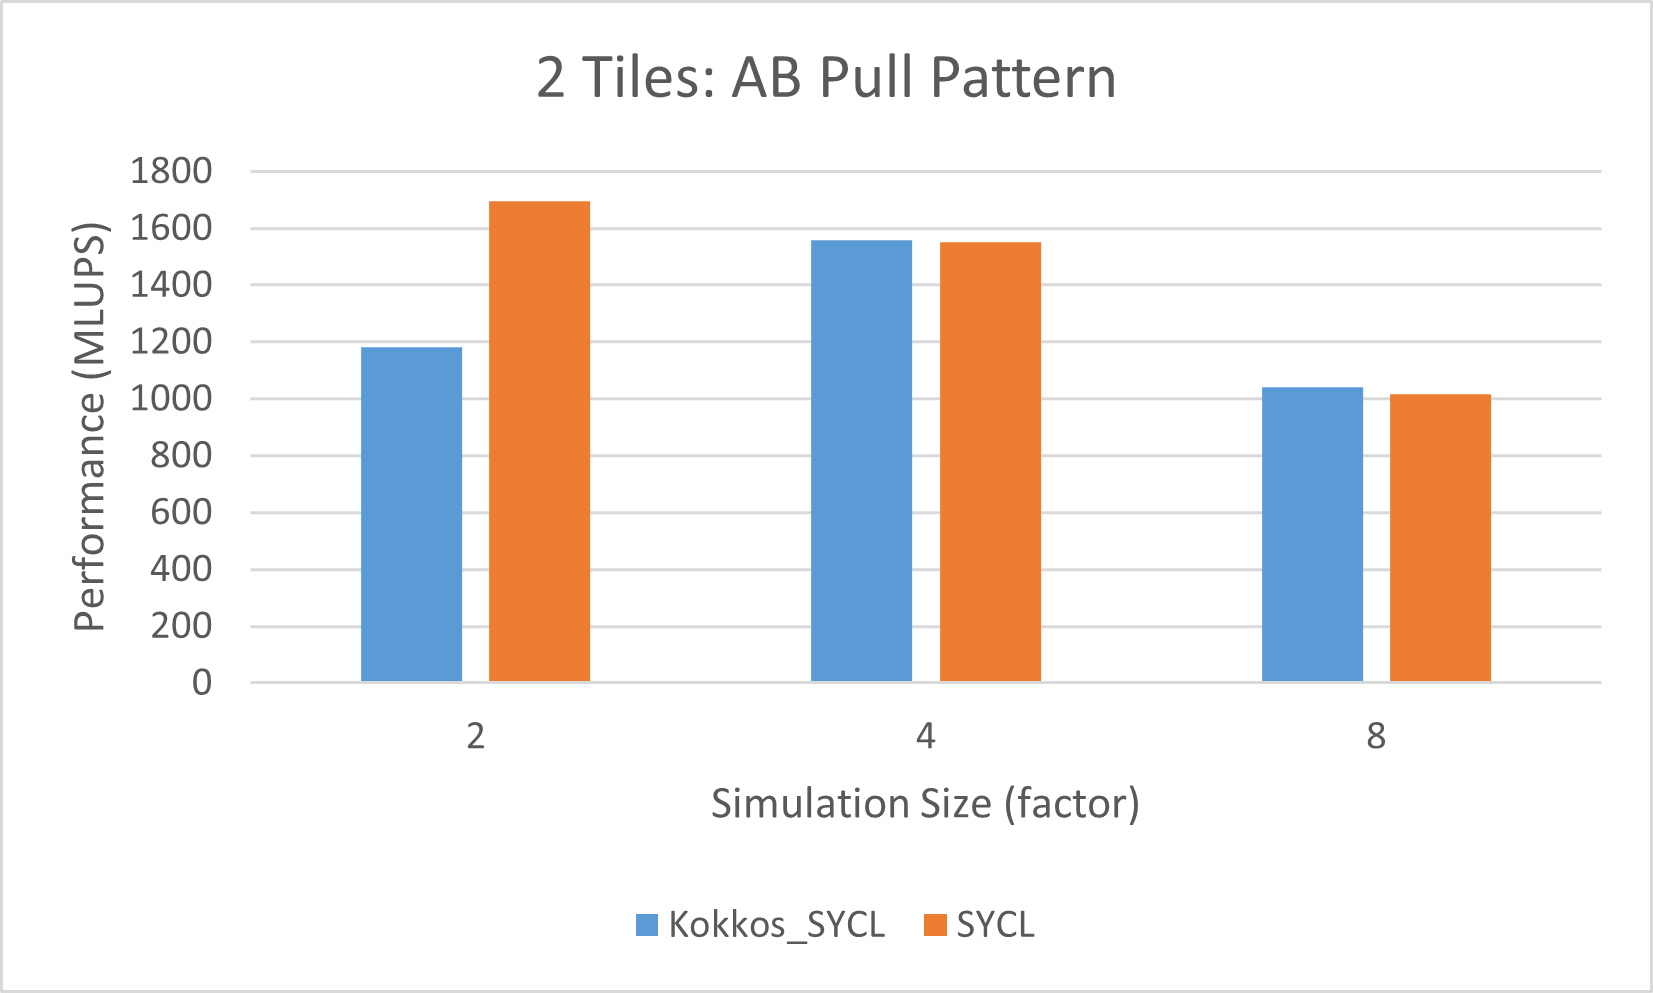 2 Tiles: AB Pull Pattern
Performance (MLUPS)
1800
1600
1400
1200
1000
800
600
400
200
0
2 4 8
Simulation Size (factor)
Kokkos_SYCL SYCL